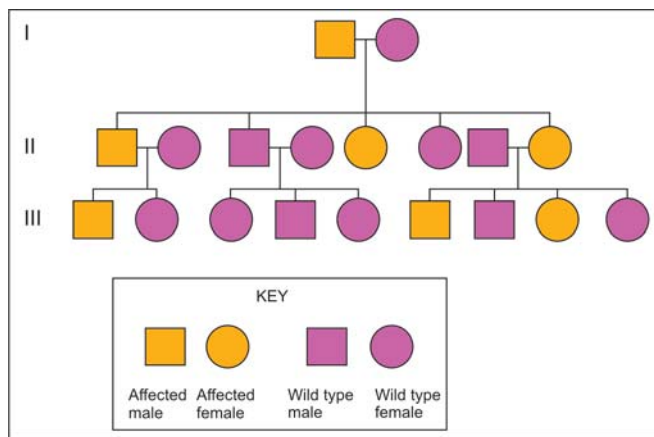 I
II
III
KEY
Affected Affected Wild type Wild type
male female male female